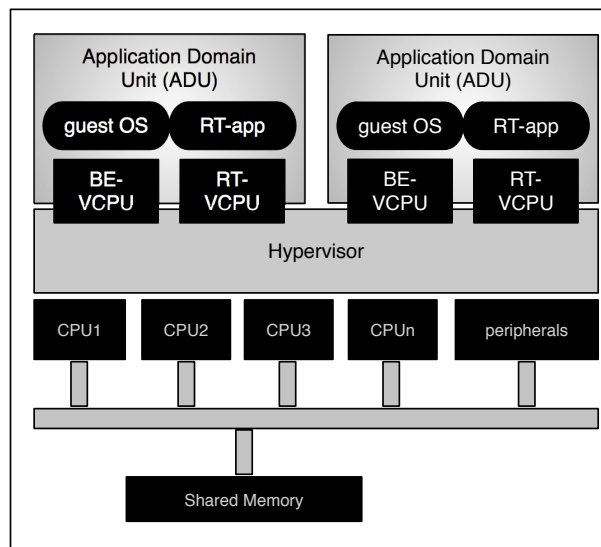 Application Domain
Unit (ADU)
guest OS
RT-app
BE-
VCPU
RT-
VCPU
Application Domain
Unit (ADU)
guest OS
RT-app
BE-
VCPU
RT-
VCPU
Hypervisor
CPU1
CPU2
CPU3
CPUn
peripherals
Shared Memory